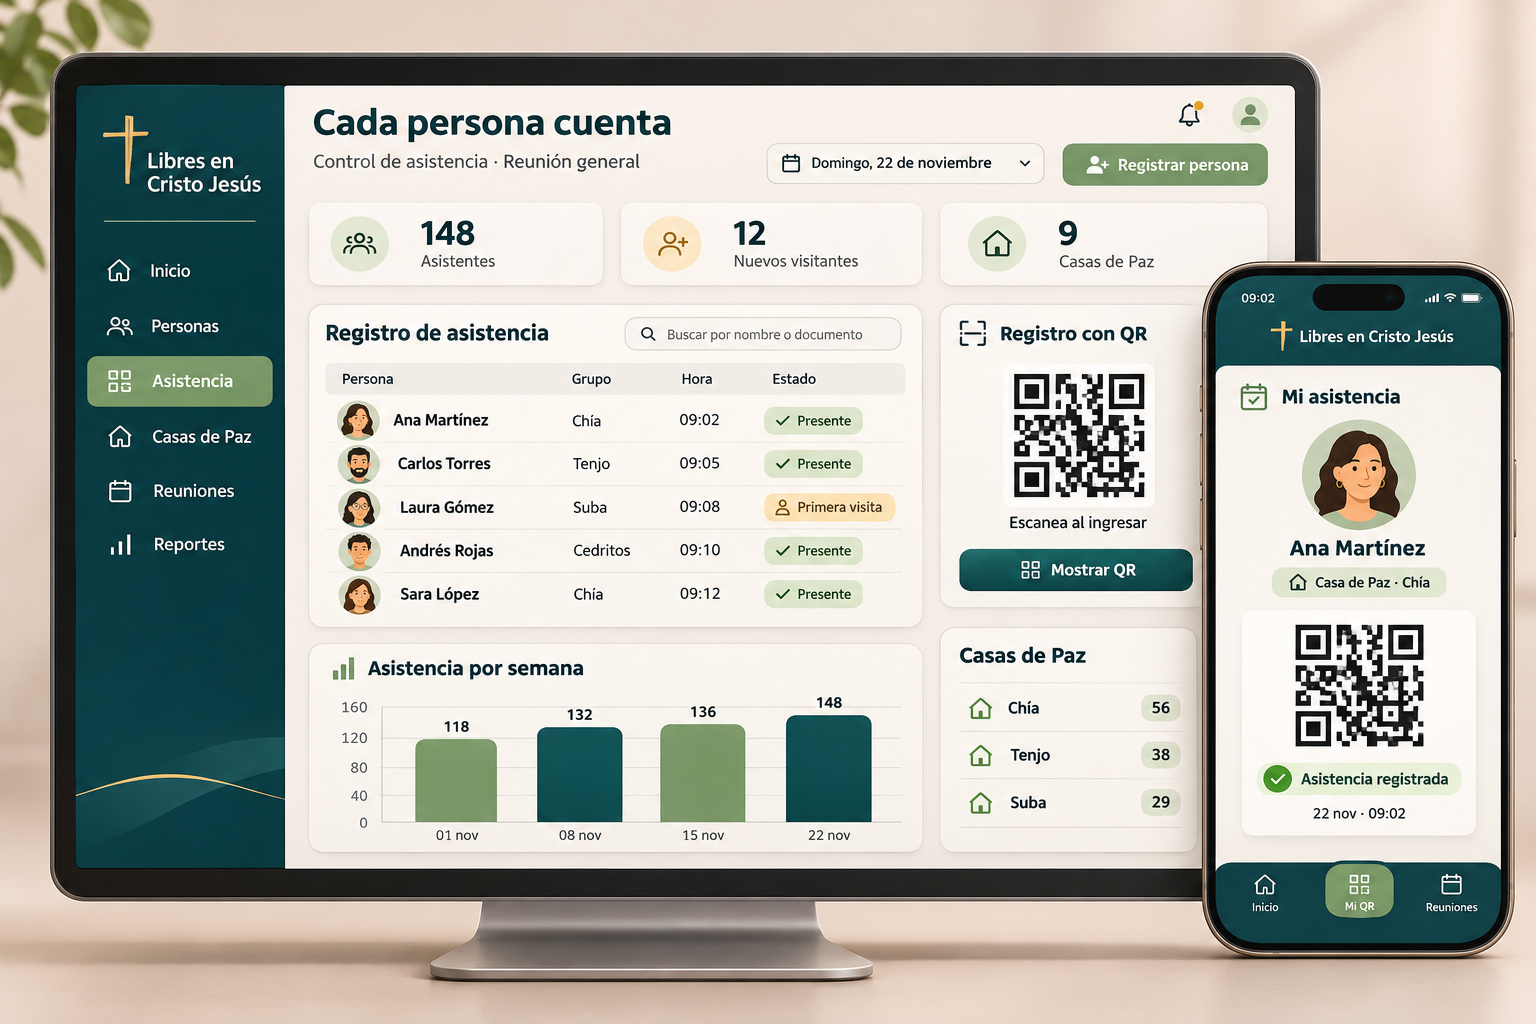 Libres en
Cristo Jesús
Inicio
Personas
Asistencia
Casas de Paz
Reuniones
Reportes
Cada persona cuenta
Control de asistencia · Reunión general
Domingo, 22 de noviembre
Registrar persona
148
Asistentes
12
Nuevos visitantes
9
Casas de Paz
Registro de asistencia
Buscar por nombre o documento
Persona Grupo Hora Estado
Ana Martínez Chía 09:02 Presente
Carlos Torres Tenjo 09:05 Presente
Laura Gómez Suba 09:08 Primera visita
Andrés Rojas Cedritos 09:10 Presente
Sara López Chía 09:12 Presente
Asistencia por semana
160
120
80
40
0
118
132
136
148
01 nov
08 nov
15 nov
22 nov
Registro con QR
Escanea al ingresar
Mostrar QR
Casas de Paz
Chía 56
Tenjo 38
Suba 29
09:02
Libres en Cristo Jesús
Mi asistencia
Ana Martínez
Casa de Paz · Chía
Asistencia registrada
22 nov · 09:02
Inicio
Mi QR
Reuniones